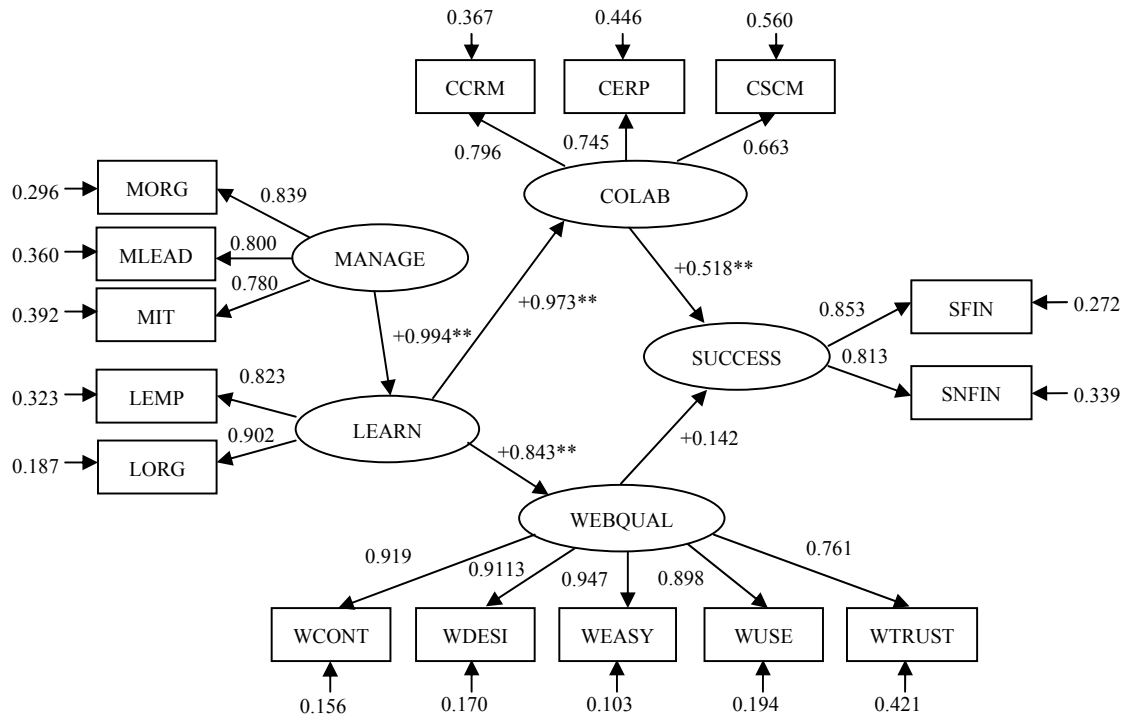 0.367
0.446
0.560
CCRM
CERP
CSCM
0.796
0.745
0.663
COLAB
0.296
MORG
0.839
0.360
MLEAD
0.800
MANAGE
0.392
MIT
0.780
+0.994**
+0.973**
+0.518**
0.853
SFIN
0.272
SUCCESS
0.813
SNFIN
0.339
0.323
LEMP
0.823
LEARN
0.187
LORG
0.902
+0.843**
+0.142
WEBQUAL
0.919
0.9113
0.947
0.898
0.761
WCONT
WDESI
WEASY
WUSE
WTRUST
0.156
0.170
0.103
0.194
0.421